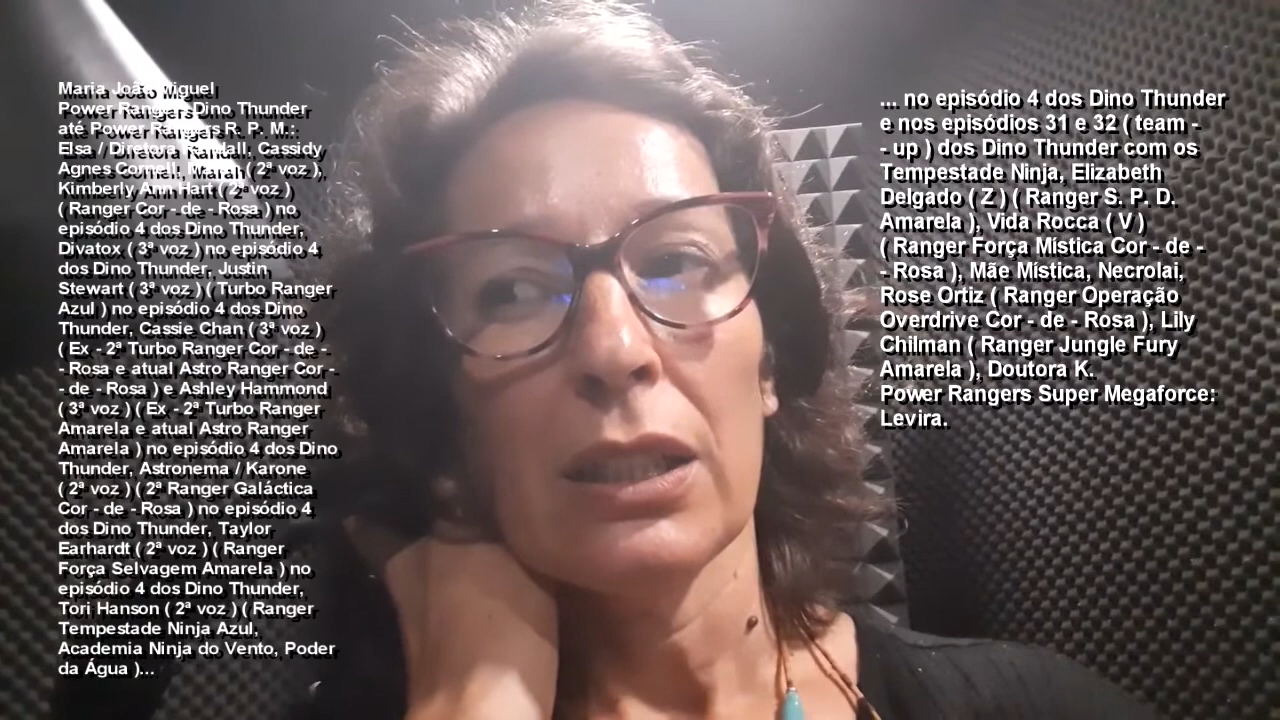 Maria João Miguel
Power Rangers Dino Thunder
até Power Rangers R. P. M.:
Elsa / Diretora Randall, Cassidy
Agnes Cornell, Marah ( 2ª voz ),
Kimberly Ann Hart ( 2ª voz )
( Ranger Cor - de - Rosa ) no
episódio 4 dos Dino Thunder,
Divatox ( 3ª voz ) no episódio 4
dos Dino Thunder, Justin
Stewart ( 3ª voz ) ( Turbo Ranger
Azul ) no episódio 4 dos Dino
Thunder, Cassie Chan ( 3ª voz )
( Ex - 2ª Turbo Ranger Cor - de -
- Rosa e atual Astro Ranger Cor -
- de - Rosa ) e Ashley Hammond
( 3ª voz ) ( Ex - 2ª Turbo Ranger
Amarela e atual Astro Ranger
Amarela ) no episódio 4 dos Dino
Thunder, Astronema / Karone
( 2ª voz ) ( 2ª Ranger Galáctica
Cor - de - Rosa ) no episódio 4
dos Dino Thunder, Taylor
Earhardt ( 2ª voz ) ( Ranger
Força Selvagem Amarela ) no
episódio 4 dos Dino Thunder,
Tori Hanson ( 2ª voz ) ( Ranger
Tempestade Ninja Azul,
Academia Ninja do Vento, Poder
da Água )...
... no episódio 4 dos Dino Thunder
e nos episódios 31 e 32 ( team -
- up ) dos Dino Thunder com os
Tempestade Ninja, Elizabeth
Delgado ( Z ) ( Ranger S. P. D.
Amarela ), Vida Rocca ( V )
( Ranger Força Mística Cor - de -
- Rosa ), Mãe Mística, Necrolai,
Rose Ortiz ( Ranger Operação
Overdrive Cor - de - Rosa ), Lily
Chilman ( Ranger Jungle Fury
Amarela ), Doutora K.
Power Rangers Super Megaforce:
Levira.